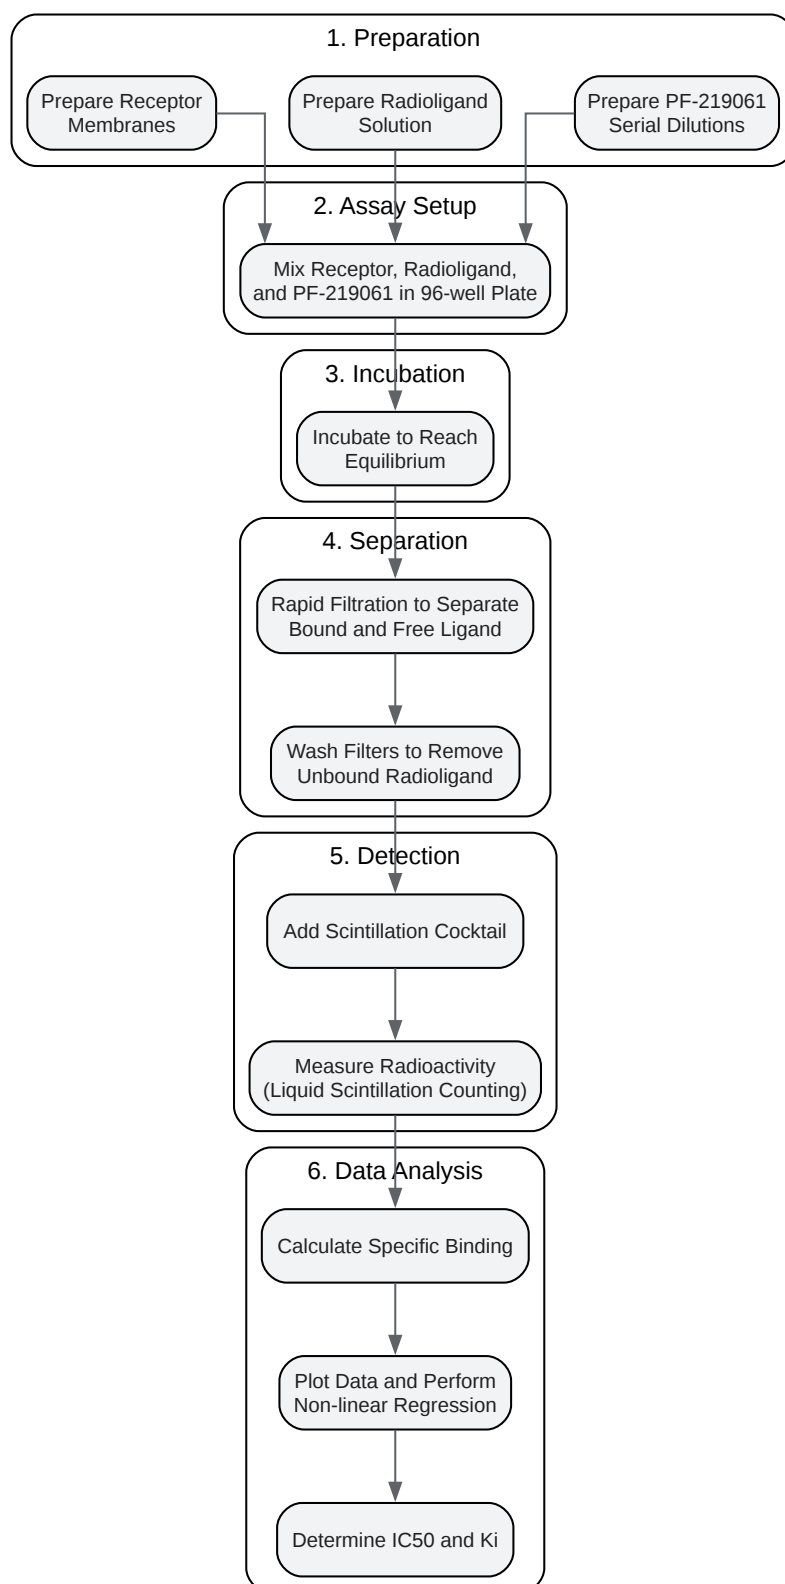 1. Preparation
Prepare Receptor
Membranes
Prepare Radioligand
Solution
Prepare PF-219061
Serial Dilutions
2. Assay Setup
Mix Receptor, Radioligand,
and PF-219061 in 96-well Plate
3. Incubation
Incubate to Reach
Equilibrium
4. Separation
Rapid Filtration to Separate
Bound and Free Ligand
Wash Filters to Remove
Unbound Radioligand
5. Detection
Add Scintillation Cocktail
Measure Radioactivity
(Liquid Scintillation Counting)
6. Data Analysis
Calculate Specific Binding
Plot Data and Perform
Non-linear Regression
Determine IC50 and Ki